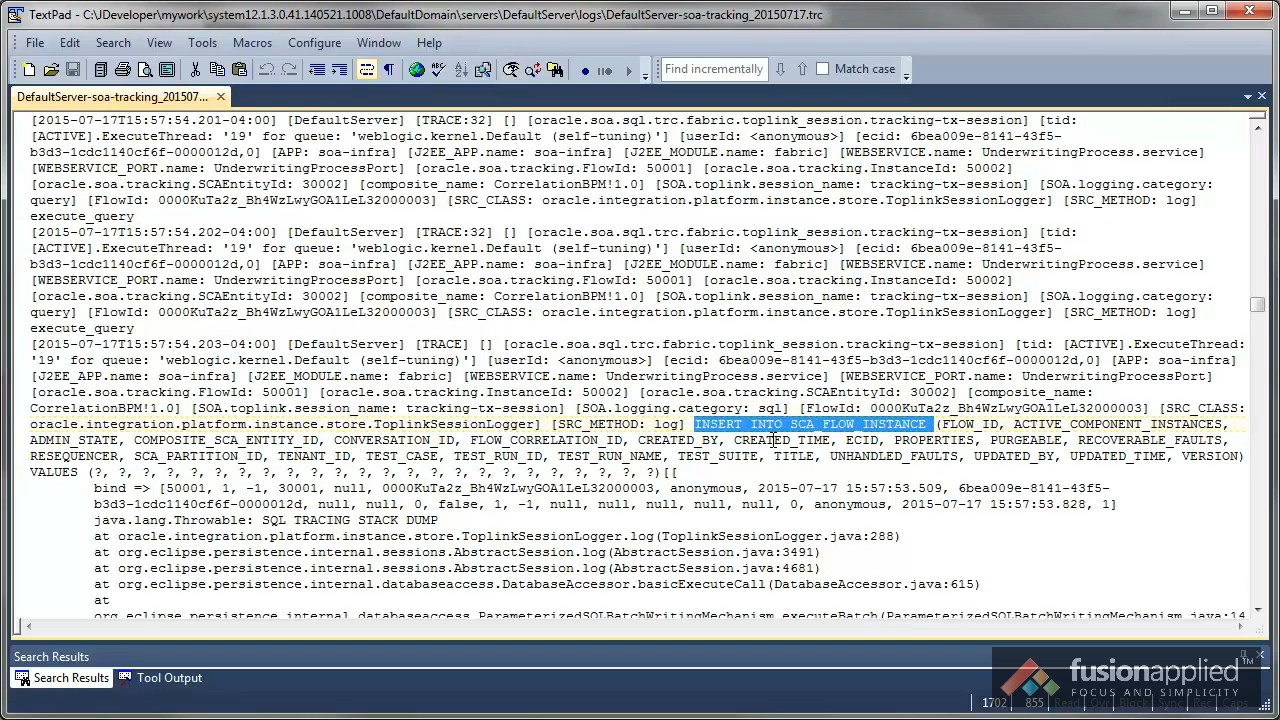 TextPad - C:\JDeveloper\mywork\system12.1.3.0.41.140521.1008\DefaultDomain\servers\DefaultServer\logs\DefaultServer-soa-tracking_20150717.trc
File Edit Search View Tools Macros Configure Window Help
Find incrementally Match case
DefaultServer-soa-tracking_201507...
[2015-07-17T15:57:54.201-04:00] [DefaultServer] [TRACE:32] [] [oracle.soa.sql.trc.fabric.toplink_session.tracking-tx-session] [tid:
[ACTIVE].ExecuteThread: '19' for queue: 'weblogic.kernel.Default (self-tuning)'] [userId: <anonymous>] [ecid: 6bea009e-8141-43f5-
b3d3-1cdc1140cf6f-0000012d,0] [APP: soa-infra] [J2EE_APP.name: soa-infra] [J2EE_MODULE.name: fabric] [WEBSERVICE.name: UnderwritingProcess.service]
[WEBSERVICE_PORT.name: UnderwritingProcessPort] [oracle.soa.tracking.FlowId: 50001] [oracle.soa.tracking.InstanceId: 50002]
[oracle.soa.tracking.SCAEntityId: 30002] [composite_name: CorrelationBPM!1.0] [SOA.toplink.session_name: tracking-tx-session] [SOA.logging.category:
query] [FlowId: 0000KuTa2z_Bh4WzLwyGOA1LeL32000003] [SRC_CLASS: oracle.integration.platform.instance.store.ToplinkSessionLogger] [SRC_METHOD: log]
execute_query
[2015-07-17T15:57:54.202-04:00] [DefaultServer] [TRACE:32] [] [oracle.soa.sql.trc.fabric.toplink_session.tracking-tx-session] [tid:
[ACTIVE].ExecuteThread: '19' for queue: 'weblogic.kernel.Default (self-tuning)'] [userId: <anonymous>] [ecid: 6bea009e-8141-43f5-
b3d3-1cdc1140cf6f-0000012d,0] [APP: soa-infra] [J2EE_APP.name: soa-infra] [J2EE_MODULE.name: fabric] [WEBSERVICE.name: UnderwritingProcess.service]
[WEBSERVICE_PORT.name: UnderwritingProcessPort] [oracle.soa.tracking.FlowId: 50001] [oracle.soa.tracking.InstanceId: 50002]
[oracle.soa.tracking.SCAEntityId: 30002] [composite_name: CorrelationBPM!1.0] [SOA.toplink.session_name: tracking-tx-session] [SOA.logging.category:
query] [FlowId: 0000KuTa2z_Bh4WzLwyGOA1LeL32000003] [SRC_CLASS: oracle.integration.platform.instance.store.ToplinkSessionLogger] [SRC_METHOD: log]
execute_query
[2015-07-17T15:57:54.203-04:00] [DefaultServer] [TRACE] [] [oracle.soa.sql.trc.fabric.toplink_session.tracking-tx-session] [tid: [ACTIVE].ExecuteThread:
'19' for queue: 'weblogic.kernel.Default (self-tuning)'] [userId: <anonymous>] [ecid: 6bea009e-8141-43f5-b3d3-1cdc1140cf6f-0000012d,0] [APP: soa-infra]
[J2EE_APP.name: soa-infra] [J2EE_MODULE.name: fabric] [WEBSERVICE.name: UnderwritingProcess.service] [WEBSERVICE_PORT.name: UnderwritingProcessPort]
[oracle.soa.tracking.FlowId: 50001] [oracle.soa.tracking.InstanceId: 50002] [oracle.soa.tracking.SCAEntityId: 30002] [composite_name:
CorrelationBPM!1.0] [SOA.toplink.session_name: tracking-tx-session] [SOA.logging.category: sql] [FlowId: 0000KuTa2z_Bh4WzLwyGOA1LeL32000003] [SRC_CLASS:
oracle.integration.platform.instance.store.ToplinkSessionLogger] [SRC_METHOD: log] INSERT INTO SCA_FLOW_INSTANCE (FLOW_ID, ACTIVE_COMPONENT_INSTANCES,
ADMIN_STATE, COMPOSITE_SCA_ENTITY_ID, CONVERSATION_ID, FLOW_CORRELATION_ID, CREATED_BY, CREATED_TIME, ECID, PROPERTIES, PURGEABLE, RECOVERABLE_FAULTS,
RESEQUENCER, SCA_PARTITION_ID, TENANT_ID, TEST_CASE, TEST_RUN_ID, TEST_RUN_NAME, TEST_SUITE, TITLE, UNHANDLED_FAULTS, UPDATED_BY, UPDATED_TIME, VERSION)
VALUES (?, ?, ?, ?, ?, ?, ?, ?, ?, ?, ?, ?, ?, ?, ?, ?, ?, ?, ?, ?, ?, ?, ?, ?)[[
bind => [50001, 1, -1, 30001, null, 0000KuTa2z_Bh4WzLwyGOA1LeL32000003, anonymous, 2015-07-17 15:57:53.509, 6bea009e-8141-43f5-
b3d3-1cdc1140cf6f-0000012d, null, null, 0, false, 1, -1, null, null, null, null, null, 0, anonymous, 2015-07-17 15:57:53.828, 1]
java.lang.Throwable: SQL TRACING STACK DUMP
at oracle.integration.platform.instance.store.ToplinkSessionLogger.log(ToplinkSessionLogger.java:288)
at org.eclipse.persistence.internal.sessions.AbstractSession.log(AbstractSession.java:3491)
at org.eclipse.persistence.internal.sessions.AbstractSession.log(AbstractSession.java:4681)
at org.eclipse.persistence.internal.databaseaccess.DatabaseAccessor.basicExecuteCall(DatabaseAccessor.java:615)
at
org.eclipse.persistence.internal.databaseaccess.ParameterizedSQLBatchWritingMechanism.executeBatch(ParameterizedSQLBatchWritingMechanism.java:14
Search Results
Search Results Tool Output
fusionapplied™
FOCUS AND SIMPLICITY
1702 855 Read Ovr Block Sync Rec Caps